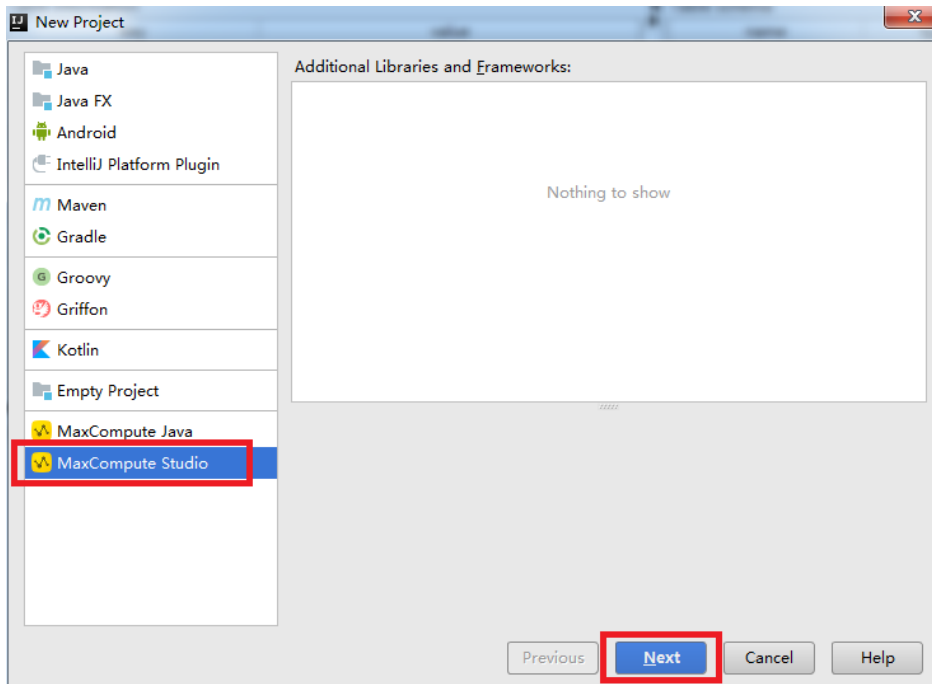 New Project
Java
Java FX
Android
IntelliJ Platform Plugin
Maven
Gradle
Groovy
Griffon
Kotlin
Empty Project
MaxCompute Java
MaxCompute Studio
Additional Libraries and Frameworks:
Nothing to show
Previous
Next
Cancel
Help